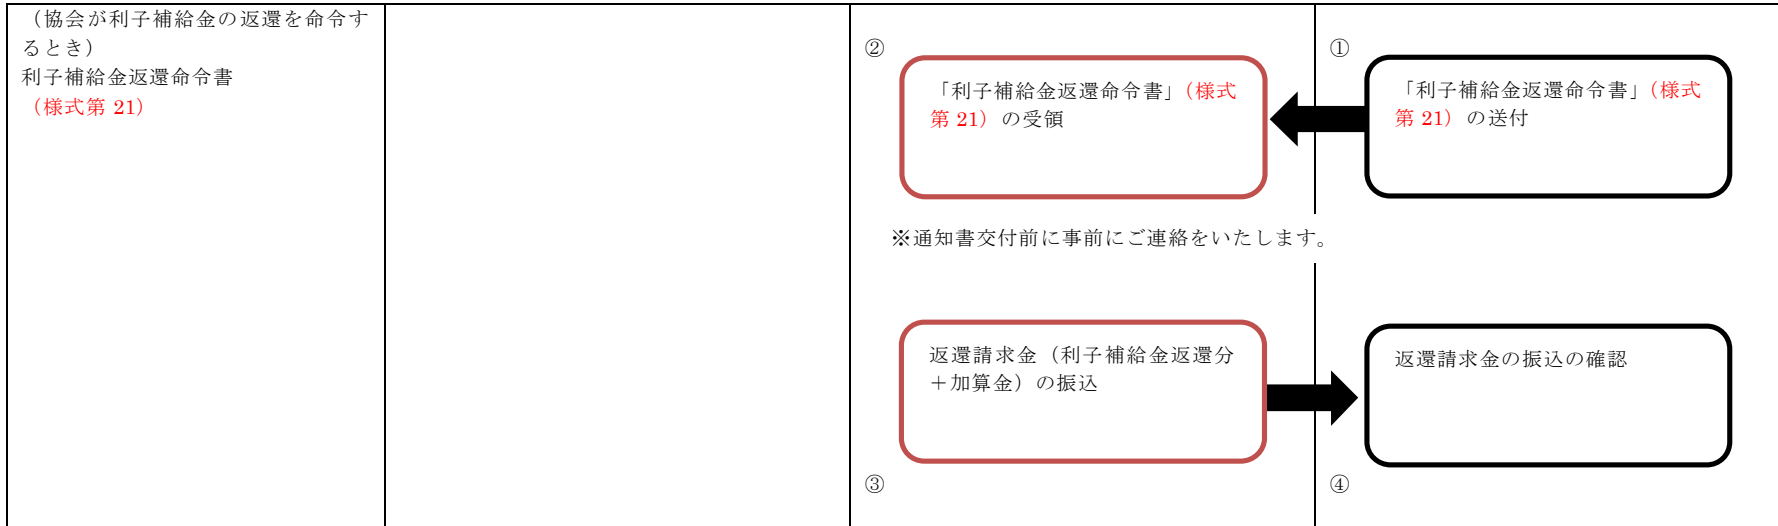 （協会が利子補給金の返還を命令す
るとき）
利子補給金返還命令書
（様式第 21）
②
①
「利子補給金返還命令書」（様式
第 21）の受領
「利子補給金返還命令書」（様式
第 21）の送付
※通知書交付前に事前にご連絡をいたします。
返還請求金（利子補給金返還分
＋加算金）の振込
返還請求金の振込の確認
③
④